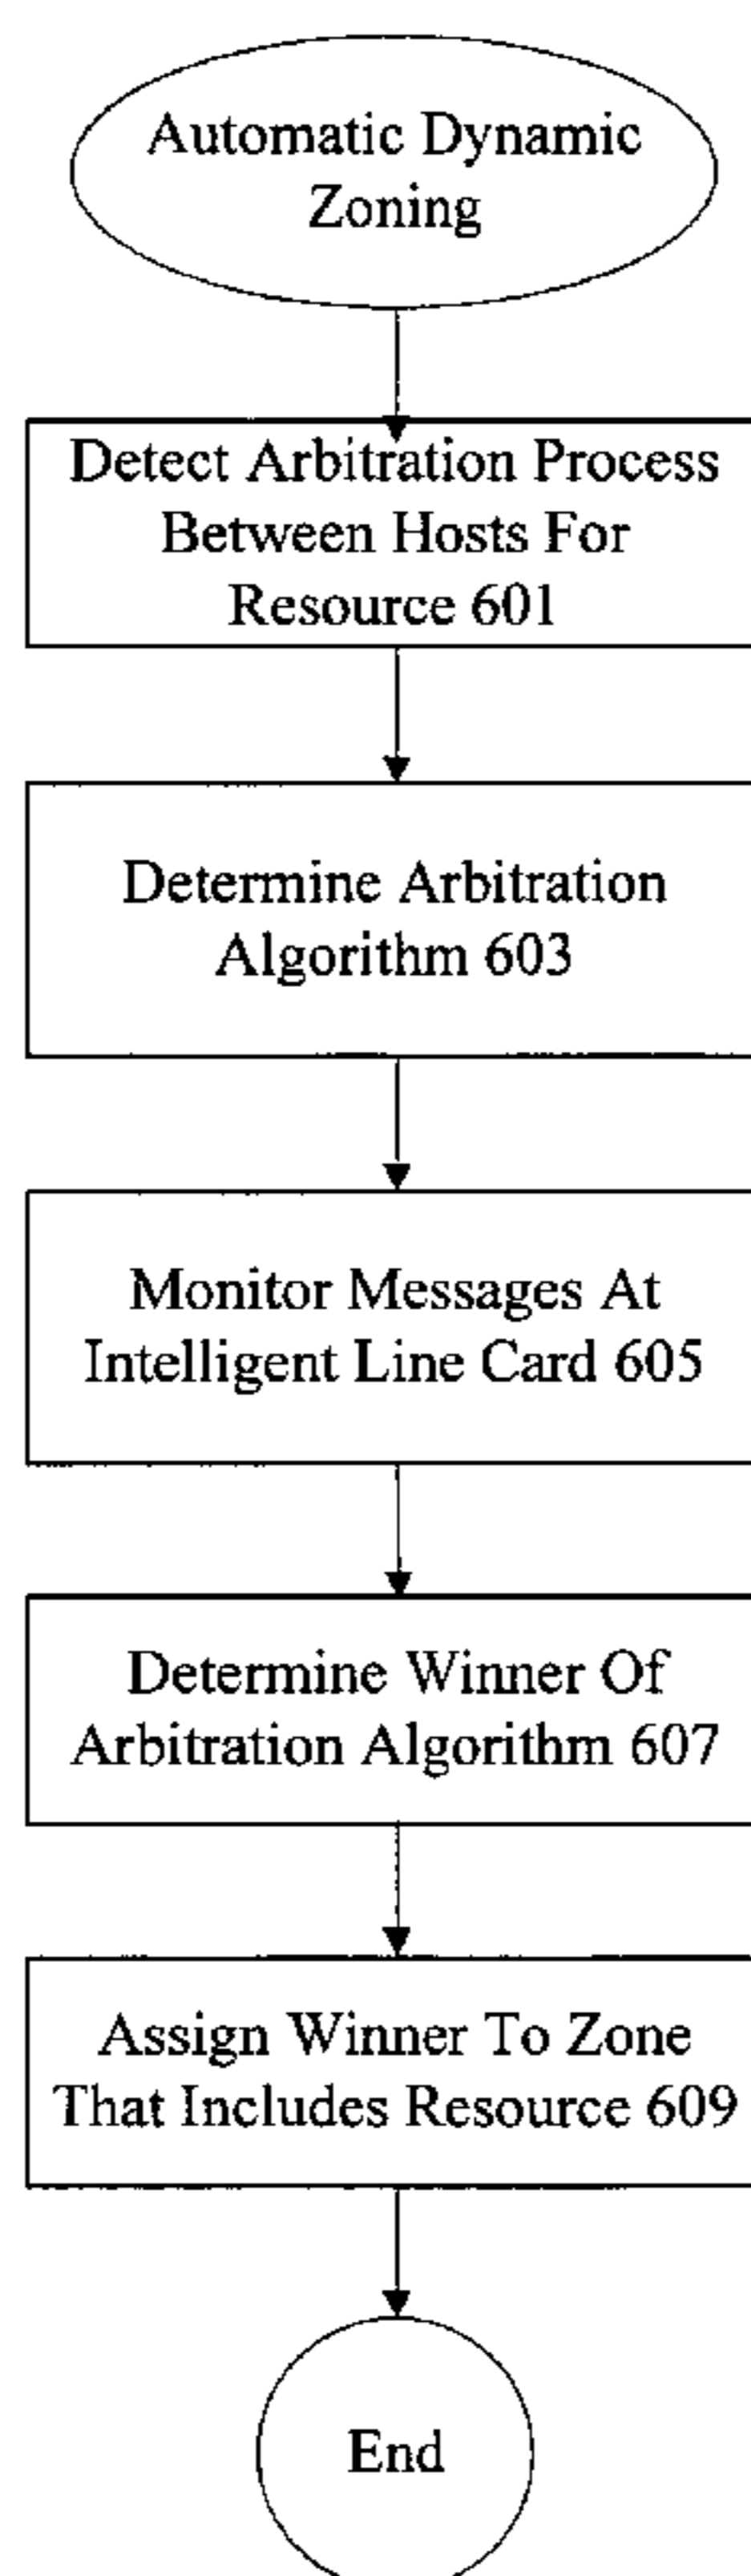 Automatic Dynamic
Zoning
Detect Arbitration Process
Between Hosts For
Resource 601
Determine Arbitration
Algorithm 603
Monitor Messages At
Intelligent Line Card 605
Determine Winner Of
Arbitration Algorithm 607
Assign Winner To Zone
That Includes Resource 609
End